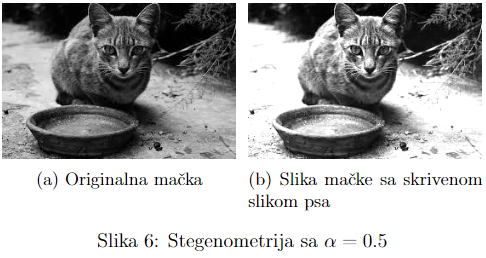 (a) Originalna mačka
(b) Slika mačke sa skrivenom
slikom psa
Slika 6: Stegenometrija sa α = 0.5